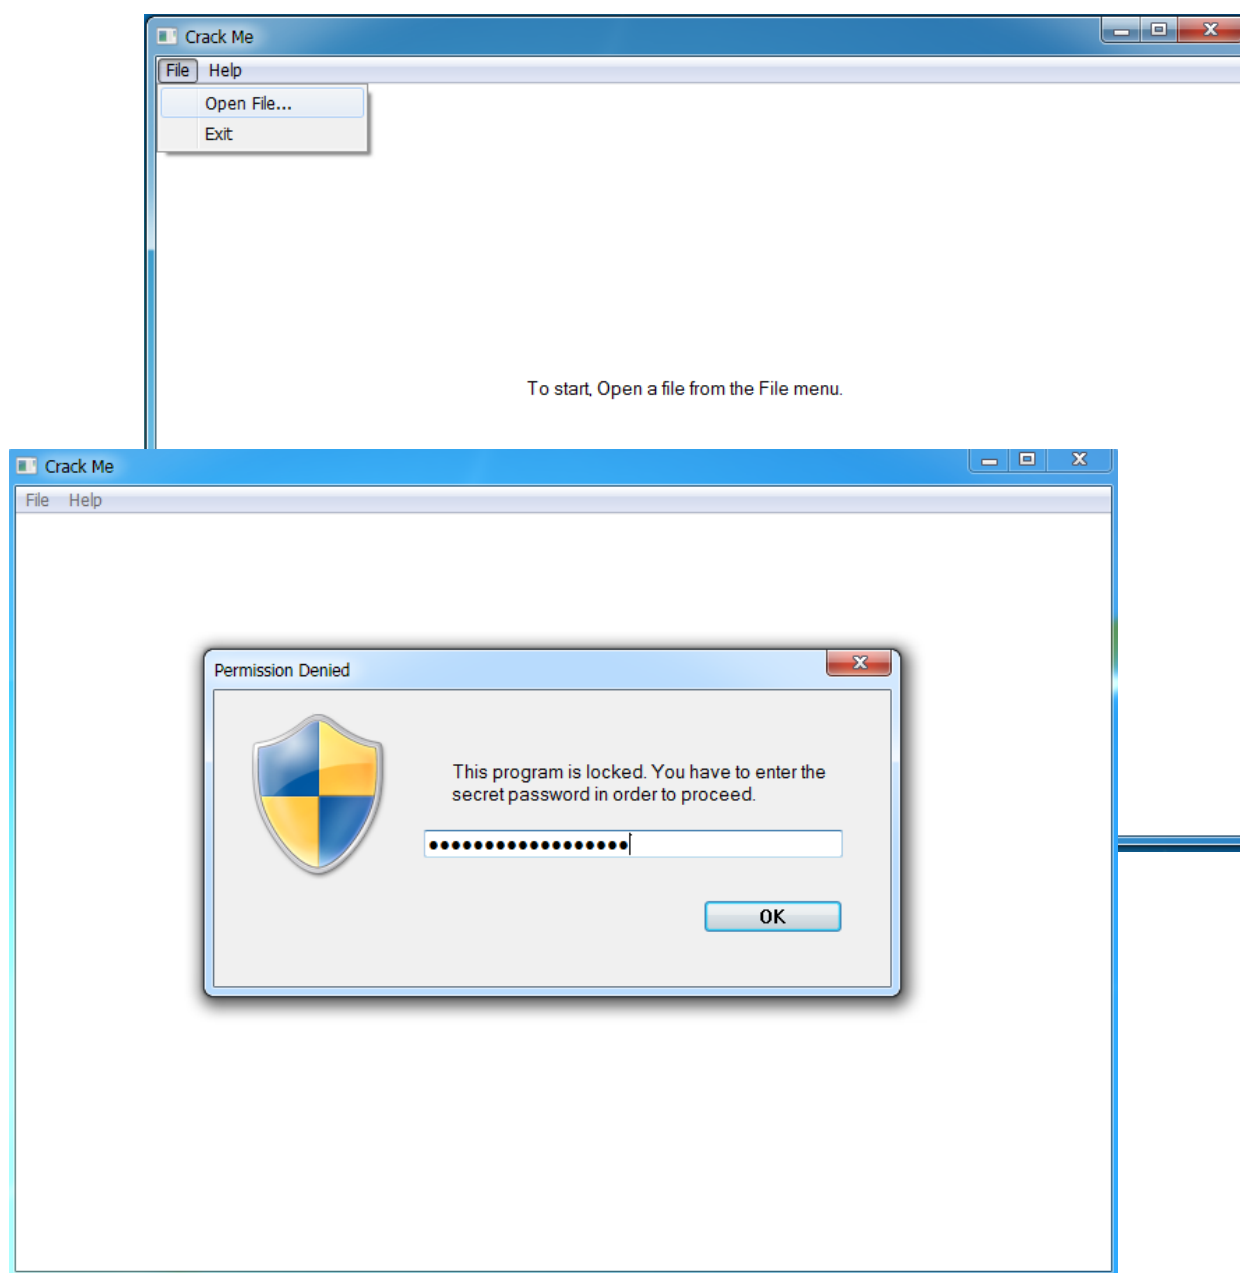 Crack Me
File Help
Open File...
Exit
To start, Open a file from the File menu.
Crack Me
File Help
Permission Denied
This program is locked. You have to enter the
secret password in order to proceed.
●●●●●●●●●●●●●●●●●●
OK